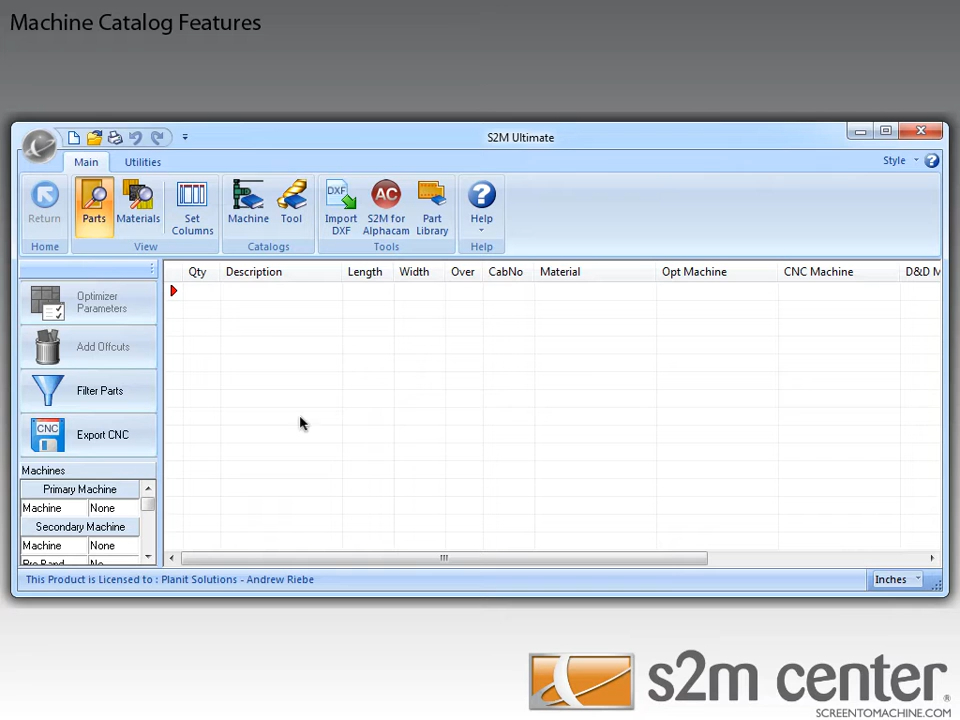 Machine Catalog Features
S2M Ultimate
Main Utilities
Style
Return Parts Materials Set Columns Machine Tool Import DXF S2M for Alphacam Part Library Help
DXF
AC
Home View Catalogs Tools Help
Qty Description Length Width Over CabNo Material Opt Machine CNC Machine D&D M
Optimizer
Parameters
Add Offcuts
Filter Parts
CNC
Export CNC
Machines
Primary Machine
Machine None
Secondary Machine
Machine None
This Product is Licensed to : Planit Solutions - Andrew Riebe
Inches
s2m center®
SCREENTOMACHINE.COM